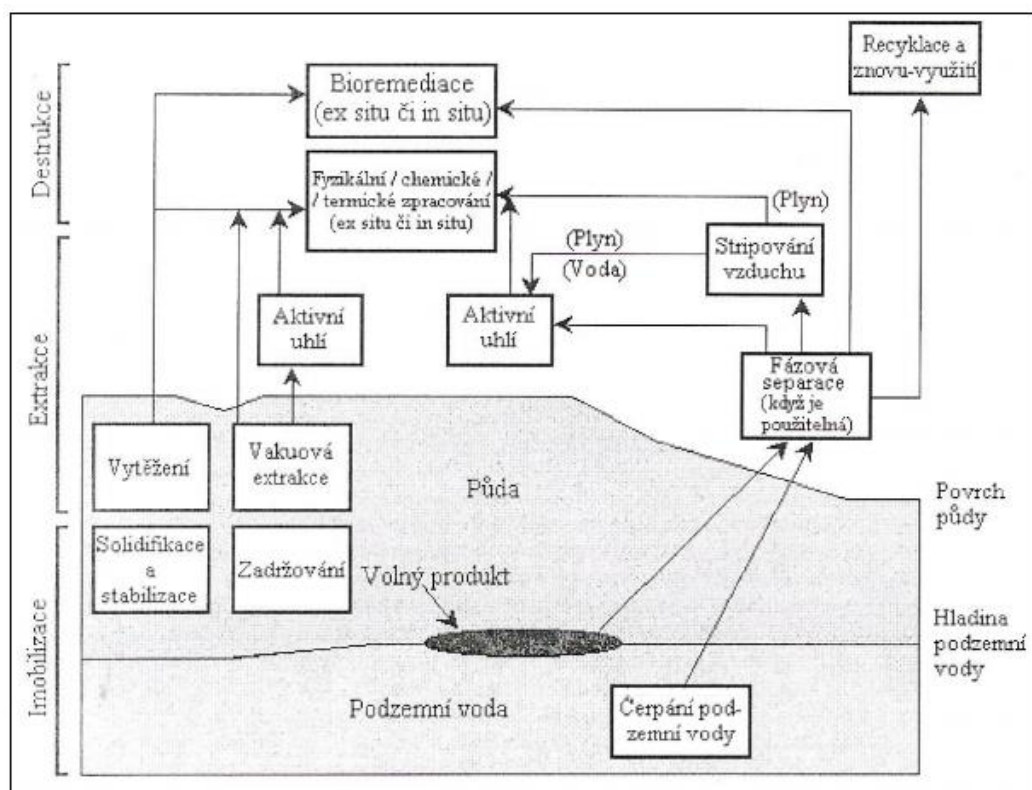 Recyklace a
znovu-využití
Bioremediace
(ex situ či in situ)
Destrukce
Fyzikální / chemické /
/ termické zpracování
(ex situ či in situ)
(Plyn)
(Plyn)
(Voda)
Stripování
vzduchu
Extrakce
Aktivní
uhlí
Aktivní
uhlí
Fázová
separace
(když je
použitelná)
Vytěžení
Vakuová
extrakce
Půda
Povrch
půdy
Imobilizace
Solidifikace
a
stabilizace
Zadržování
Volný produkt
Hladina
podzemní
vody
Podzemní voda
Čerpání pod-
zemní vody